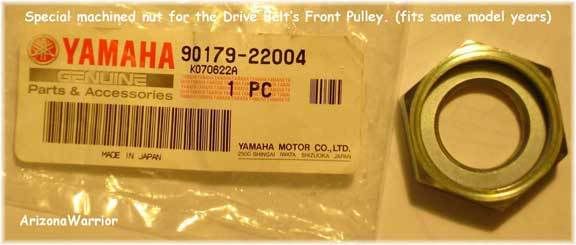 Special machined nut for the Drive Belt's Front Pulley. (fits some model years)
YAMAHA 90179-22004
K070622A
GENUINE
Parts & Accessories
1 PC
MADE IN JAPAN
YAMAHA MOTOR CO., LTD.
2500 SHINGAI IWATA SHIZUOKA JAPAN
ArizonaWarrior